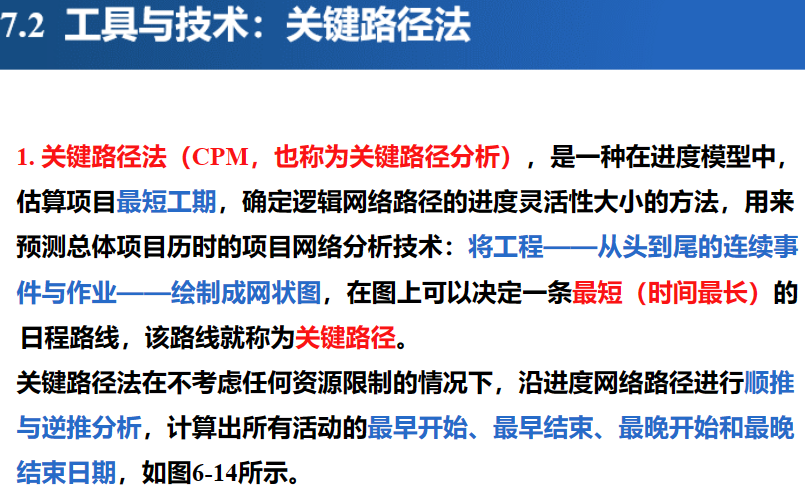 7.2 工具与技术：关键路径法
1. 关键路径法（CPM，也称为关键路径分析），是一种在进度模型中，
估算项目最短工期，确定逻辑网络路径的进度灵活性大小的方法，用来
预测总体项目历时的项目网络分析技术：将工程——从头到尾的连续事
件与作业——绘制成网状图，在图上可以决定一条最短（时间最长）的
日程路线，该路线就称为关键路径。
关键路径法在不考虑任何资源限制的情况下，沿进度网络路径进行顺推
与逆推分析，计算出所有活动的最早开始、最早结束、最晚开始和最晚
结束日期，如图6-14所示。